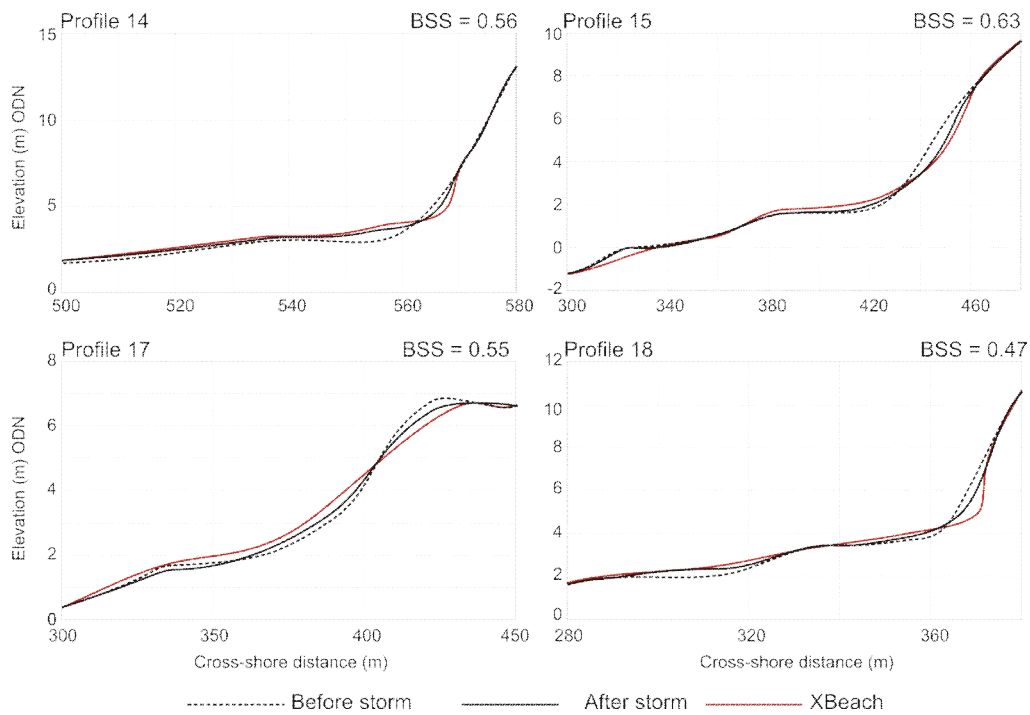 Profile 14 BSS = 0.56
15
10
5
0
Elevation (m) ODN
500 520 540 560 580
Profile 15 BSS = 0.63
10
8
6
4
2
0
-2
300 340 380 420 460
Profile 17 BSS = 0.55
8
6
4
2
0
Elevation (m) ODN
300 350 400 450
Cross-shore distance (m)
Profile 18 BSS = 0.47
12
10
8
6
4
2
0
280 320 360
Cross-shore distance (m)
Before storm After storm XBeach